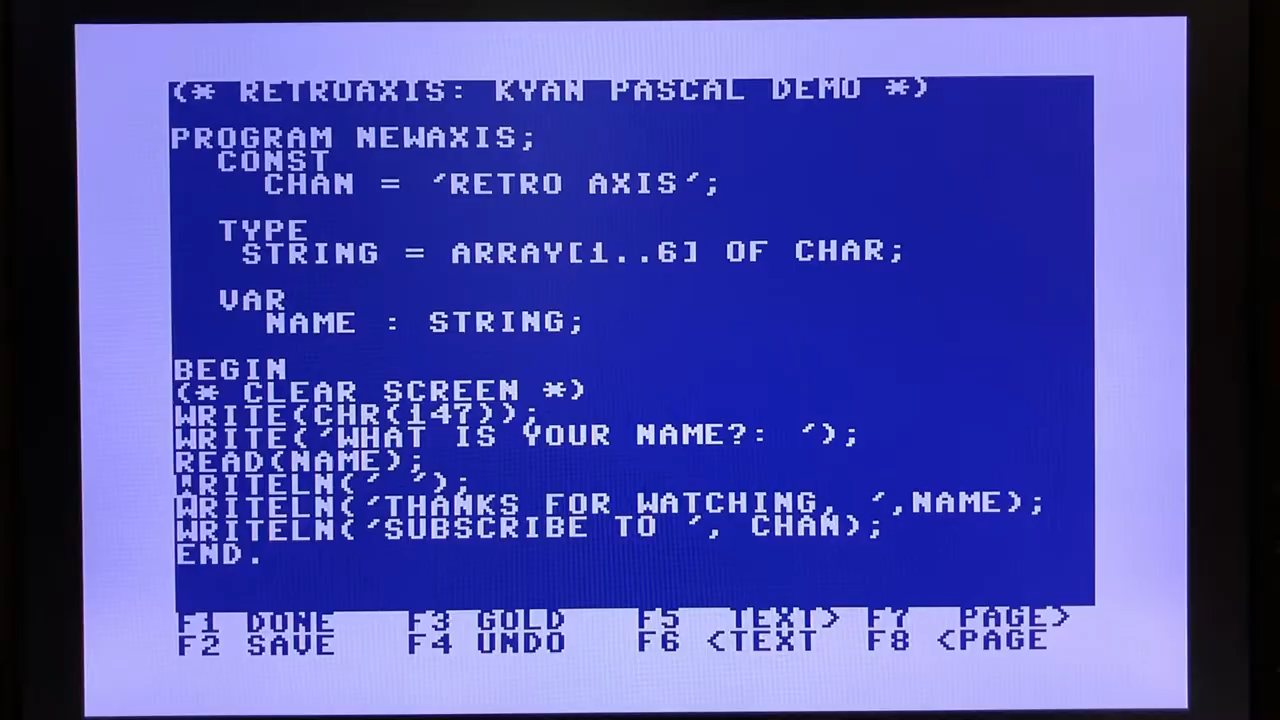 (* RETROAXIS: KYAN PASCAL DEMO *)
PROGRAM NEWAXIS;
CONST
CHAN = 'RETRO AXIS';
TYPE
STRING = ARRAY[1..6] OF CHAR;
VAR
NAME : STRING;
BEGIN
(* CLEAR SCREEN *)
WRITE(CHR(147));
WRITE('WHAT IS YOUR NAME?: ');
READ(NAME);
WRITELN(' ');
WRITELN('THANKS FOR WATCHING, ',NAME);
WRITELN('SUBSCRIBE TO ', CHAN);
END.
F1 DONE F3 GOLD F5 TEXT> F7 PAGE>
F2 SAVE F4 UNDO F6 <TEXT F8 <PAGE